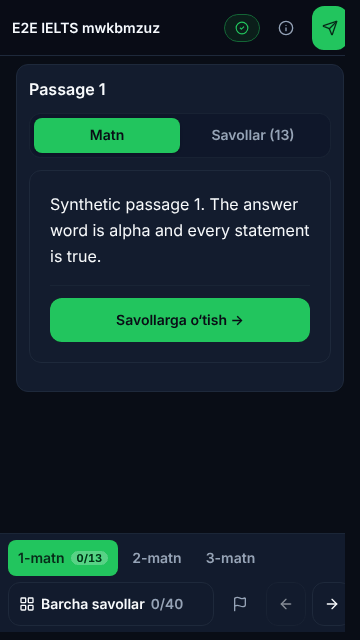 E2E IELTS mwkbmzuz
Passage 1
Matn
Savollar (13)
Synthetic passage 1. The answer
word is alpha and every statement
is true.
Savollarga o‘tish →
1-matn 0/13 2-matn 3-matn
Barcha savollar 0/40